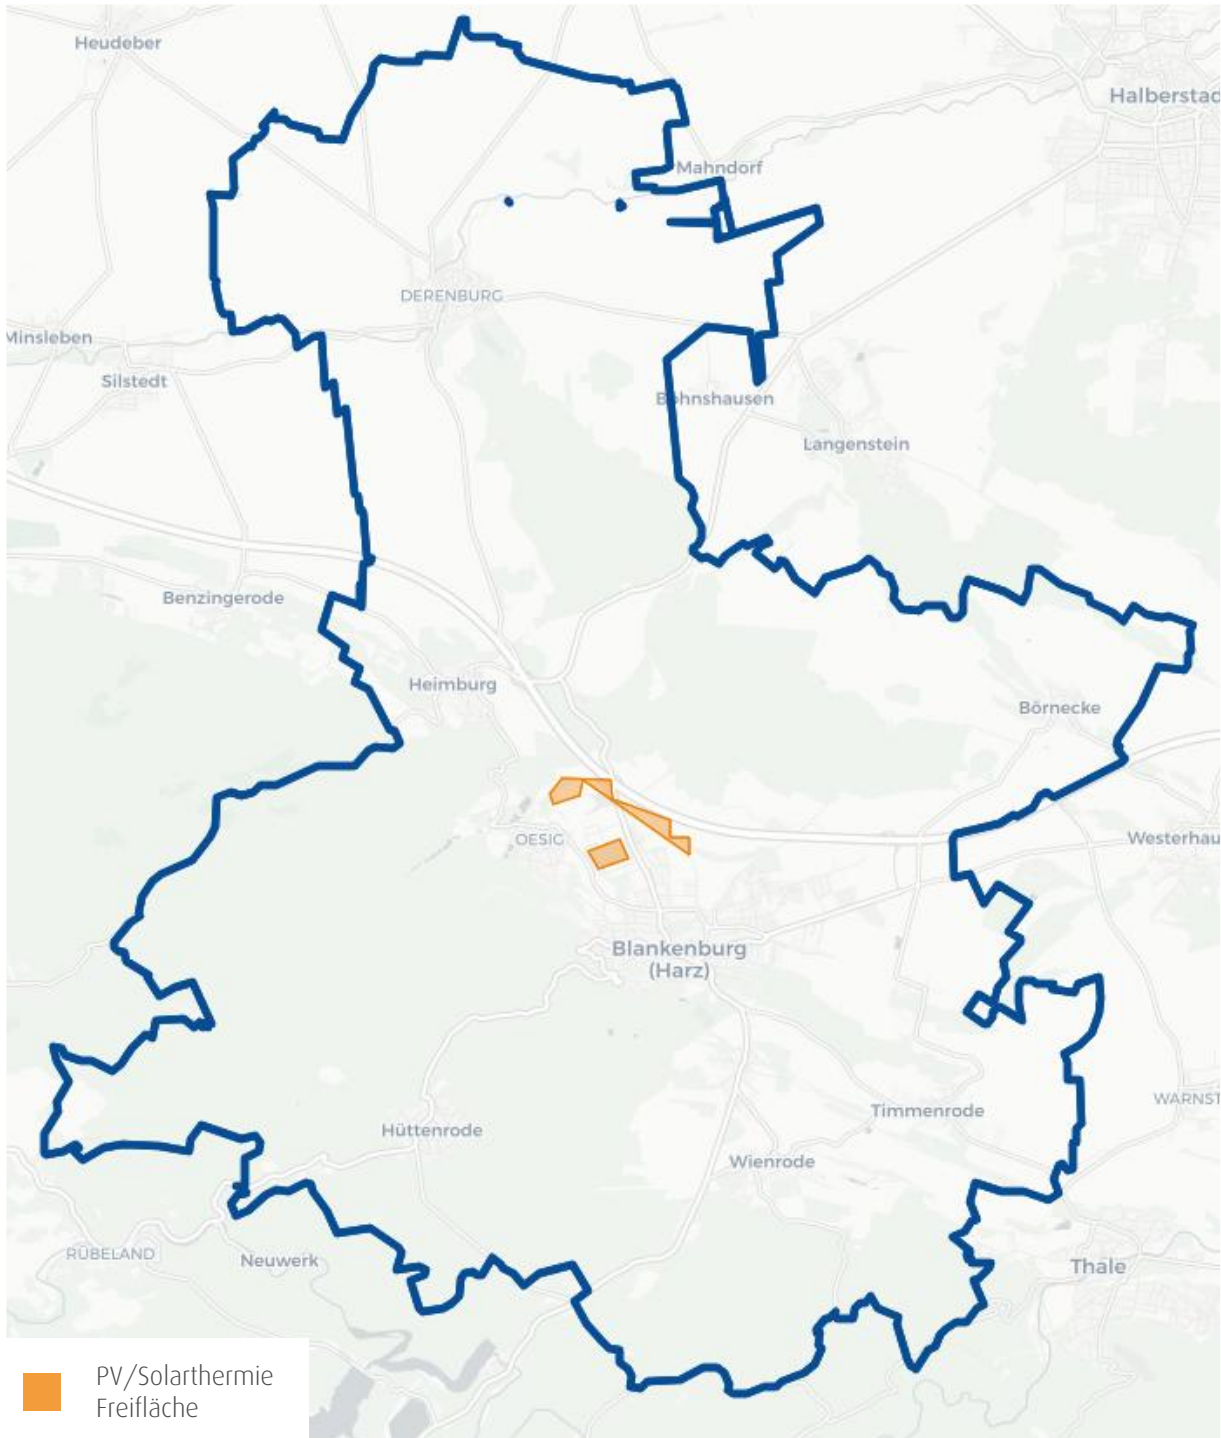 Heudeber
Halberstad
Mahndorf
DERENBURG
Minsleben
Silstedt
Böhnshausen
Langenstein
Benzingerode
Heimburg
Börnecke
OESIG
Westerhau
Blankenburg
(Harz)
Timmenrode
WARNST
Hüttenrode
Wienrode
RÜBELAND
Neuwerk
Thale
PV/Solarthermie
Freifläche